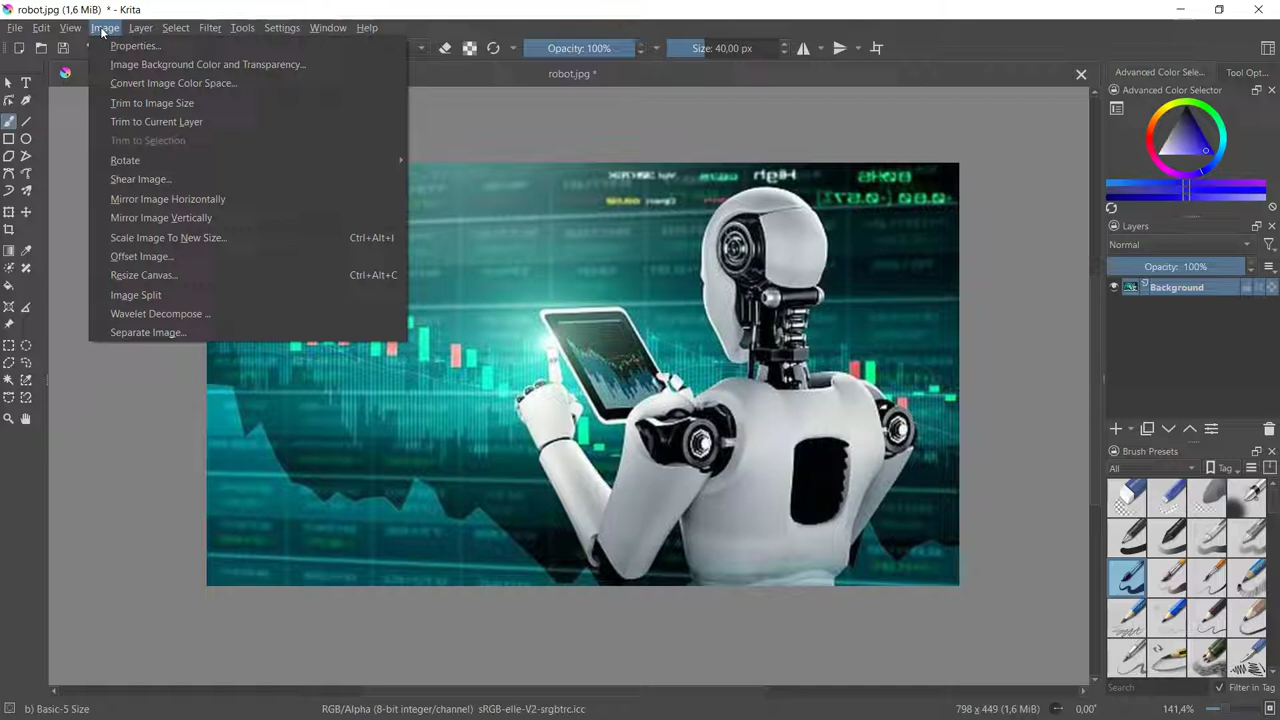 robot.jpg (1,6 MiB) * - Krita
File Edit View Image Layer Select Filter Tools Settings Window Help
Opacity: 100% Size: 40,00 px
robot.jpg *
Properties...
Image Background Color and Transparency...
Convert Image Color Space...
Trim to Image Size
Trim to Current Layer
Trim to Selection
Rotate
Shear Image...
Mirror Image Horizontally
Mirror Image Vertically
Scale Image To New Size... Ctrl+Alt+I
Offset Image...
Resize Canvas... Ctrl+Alt+C
Image Split
Wavelet Decompose ...
Separate Image...
High
Advanced Color Sele... Tool Opt...
Advanced Color Selector
Layers
Normal
Opacity: 100%
Background
Brush Presets
All Tag
Search Filter in Tag
b) Basic-5 Size RGB/Alpha (8-bit integer/channel) sRGB-elle-V2-srgbtrc.icc 798 x 449 (1,6 MiB) 0,00° 141,4%